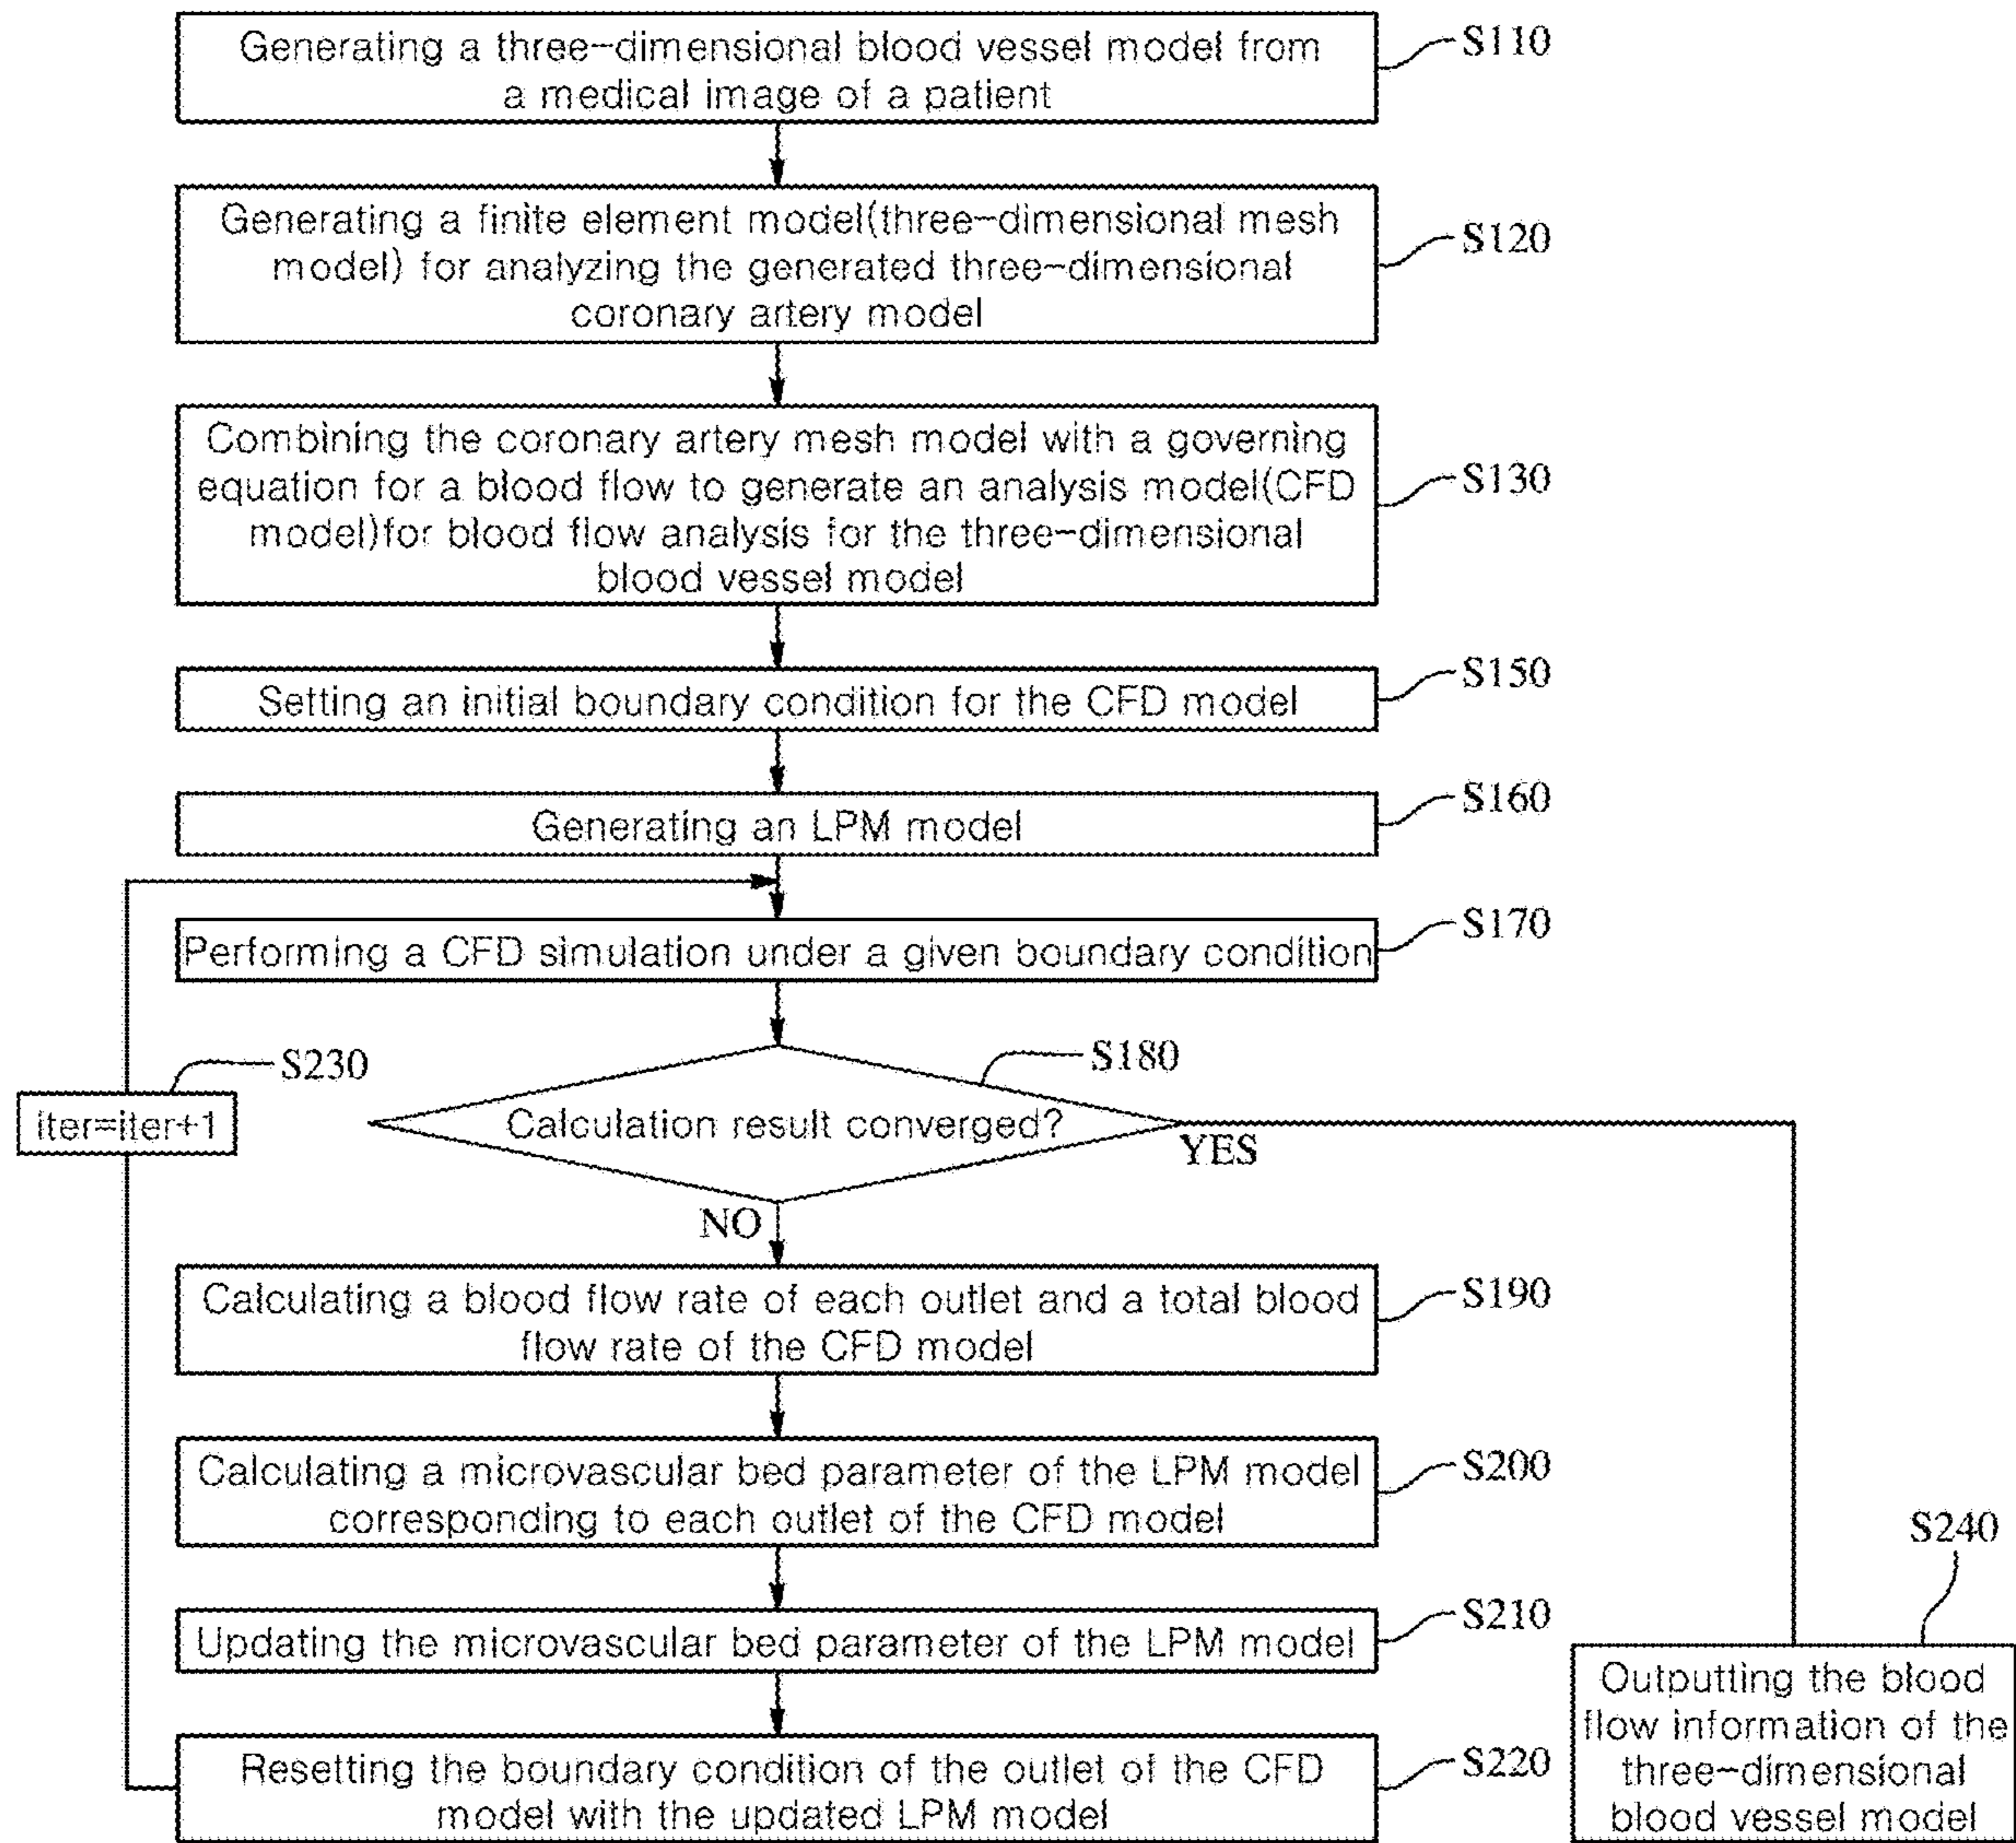 Generating a three-dimensional blood vessel model from
a medical image of a patient
S110
Generating a finite element model(three-dimensional mesh
model) for analyzing the generated three-dimensional
coronary artery model
S120
Combining the coronary artery mesh model with a governing
equation for a blood flow to generate an analysis model(CFD
model)for blood flow analysis for the three-dimensional
blood vessel model
S130
Setting an initial boundary condition for the CFD model
S150
Generating an LPM model
S160
Performing a CFD simulation under a given boundary condition
S170
S230
iter=iter+1
S180
Calculation result converged?
YES
NO
Calculating a blood flow rate of each outlet and a total blood
flow rate of the CFD model
S190
Calculating a microvascular bed parameter of the LPM model
corresponding to each outlet of the CFD model
S200
Updating the microvascular bed parameter of the LPM model
S210
Resetting the boundary condition of the outlet of the CFD
model with the updated LPM model
S220
S240
Outputting the blood
flow information of the
three-dimensional
blood vessel model